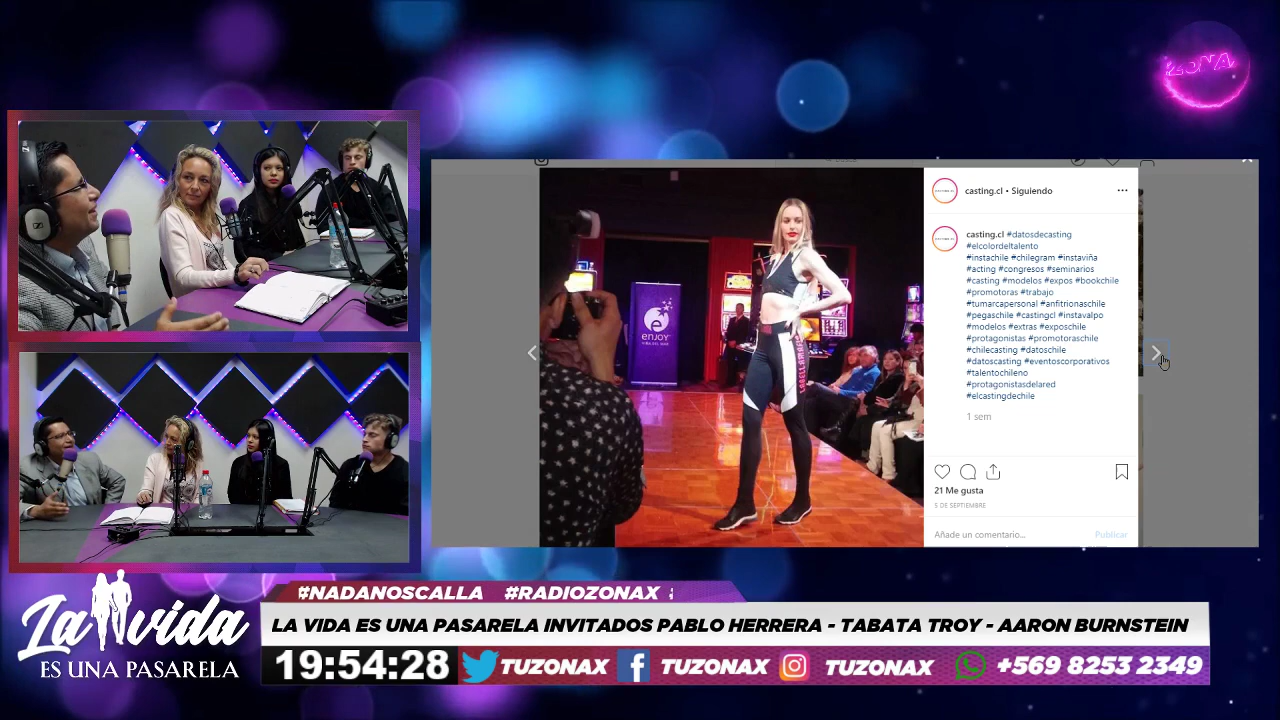 ZONA
casting.cl • Siguiendo
casting.cl #datosdecasting
#elcolordeltalento
#instachile #chilegram #instaviña
#acting #congresos #seminarios
#casting #modelos #expos #bookchile
#promotoras #trabajo
#tumarcapersonal #anfitrionaschile
#pegaschile #castingcl #instavalpo
#modelos #extras #exposchile
#protagonistas #promotoraschile
#chilecasting #datoschile
#datoscasting #eventoscorporativos
#talentochileno
#protagonistasdelared
#elcastingdechile
1 sem
21 Me gusta
5 DE SEPTIEMBRE
Añade un comentario...
Publicar
enjoy
VIÑA DEL MAR
La vida
ES UNA PASARELA
#NADANOSCALLA #RADIOZONAX
LA VIDA ES UNA PASARELA INVITADOS PABLO HERRERA - TABATA TROY - AARON BURNSTEIN
19:54:28 TUZONAX TUZONAX TUZONAX +569 8253 2349